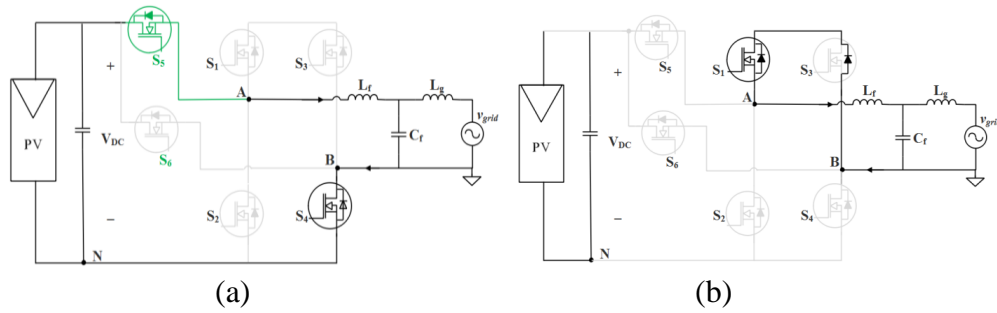 S5
S1
S3
A
Lf
Lg
vgrid
+
PV
VDC
Cf
S6
B
S2
S4
–
N
(a)
S5
S1
S3
+
A
Lf
Lg
vgrid
PV
VDC
Cf
S6
B
S2
S4
–
N
(b)